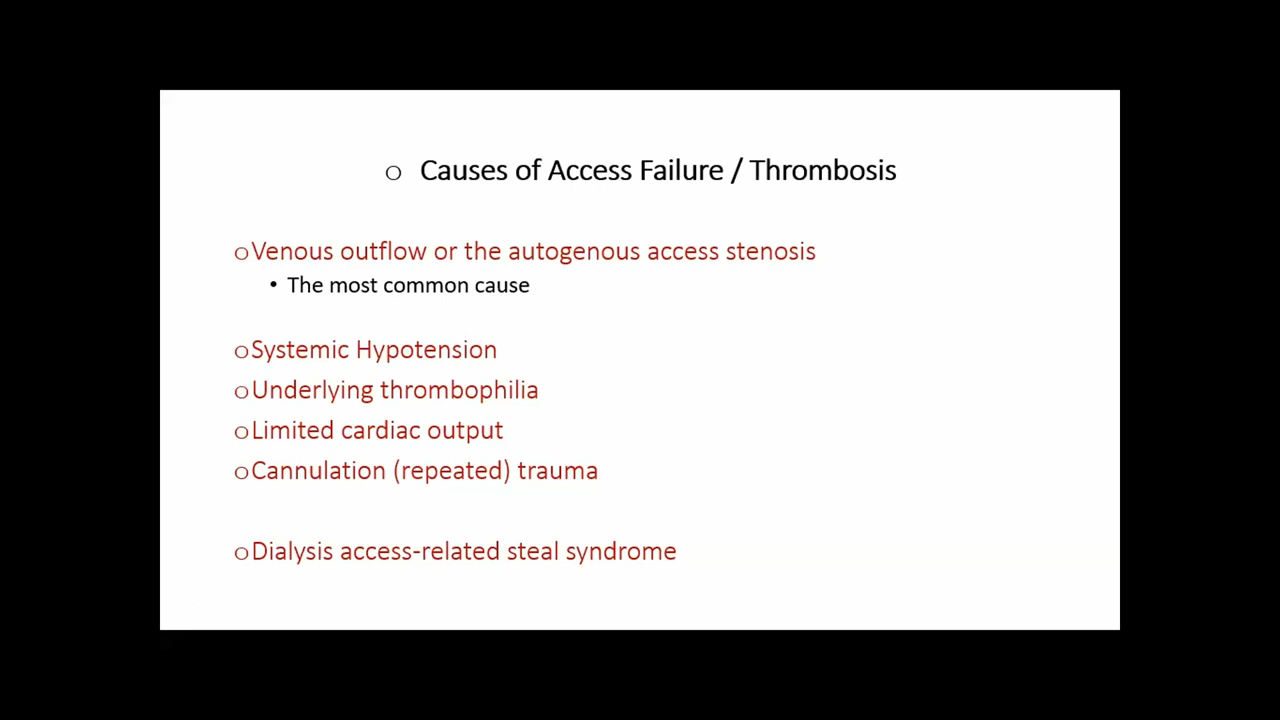 o Causes of Access Failure / Thrombosis
o Venous outflow or the autogenous access stenosis
• The most common cause
o Systemic Hypotension
o Underlying thrombophilia
o Limited cardiac output
o Cannulation (repeated) trauma
o Dialysis access-related steal syndrome